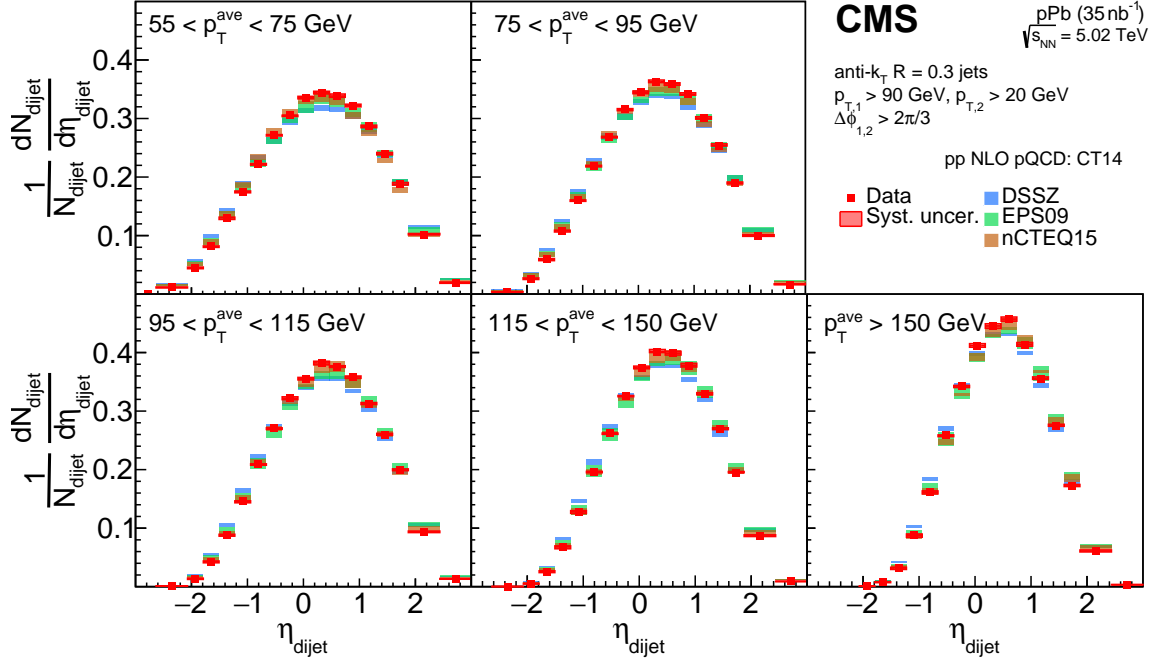 55 < p_T^ave < 75 GeV
75 < p_T^ave < 95 GeV
CMS
pPb (35 nb⁻¹)
√s_NN = 5.02 TeV
anti-k_T R = 0.3 jets
p_T,1 > 90 GeV, p_T,2 > 20 GeV
Δϕ_1,2 > 2π/3
pp NLO pQCD: CT14
Data
Syst. uncer.
DSSZ
EPS09
nCTEQ15
1/N_dijet dN_dijet/dη_dijet
0.4
0.3
0.2
0.1
95 < p_T^ave < 115 GeV
115 < p_T^ave < 150 GeV
p_T^ave > 150 GeV
1/N_dijet dN_dijet/dη_dijet
0.4
0.3
0.2
0.1
−2 −1 0 1 2
−2 −1 0 1 2
−2 −1 0 1 2
η_dijet
η_dijet
η_dijet